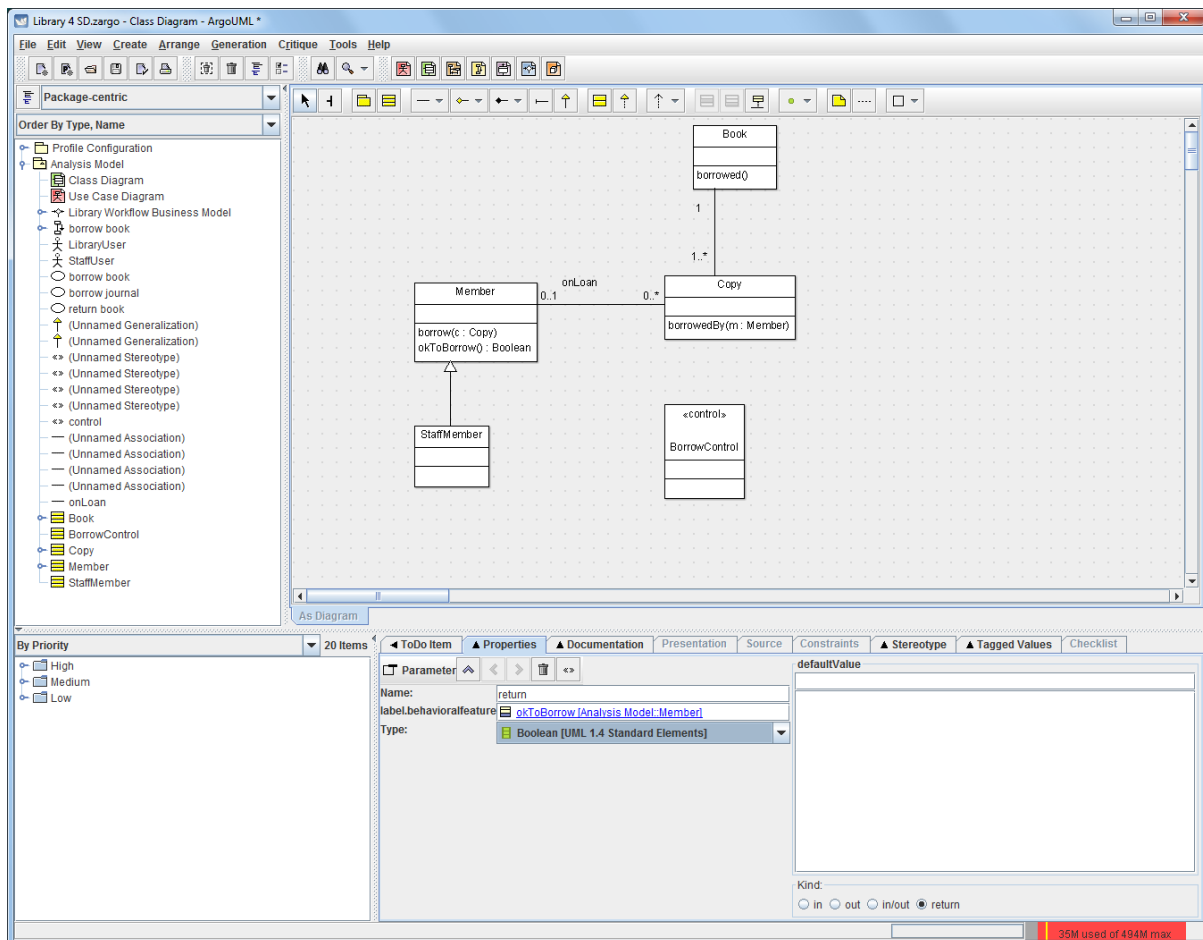 Library 4 SD.zargo - Class Diagram - ArgoUML *
File Edit View Create Arrange Generation Critique Tools Help
Package-centric
Order By Type, Name
Profile Configuration
Analysis Model
Class Diagram
Use Case Diagram
Library Workflow Business Model
borrow book
LibraryUser
StaffUser
borrow book
borrow journal
return book
(Unnamed Generalization)
(Unnamed Generalization)
«» (Unnamed Stereotype)
«» (Unnamed Stereotype)
«» (Unnamed Stereotype)
«» (Unnamed Stereotype)
«» control
(Unnamed Association)
(Unnamed Association)
(Unnamed Association)
(Unnamed Association)
onLoan
Book
BorrowControl
Copy
Member
StaffMember
Book
borrowed()
1
1..*
Member
borrow(c : Copy)
okToBorrow() : Boolean
0..1
onLoan
0..*
Copy
borrowedBy(m : Member)
StaffMember
«control»
BorrowControl
As Diagram
By Priority
20 Items
High
Medium
Low
ToDo Item
Properties
Documentation
Presentation
Source
Constraints
Stereotype
Tagged Values
Checklist
Parameter
«»
Name:
return
label.behavioralfeature
okToBorrow [Analysis Model::Member]
Type:
Boolean [UML 1.4 Standard Elements]
defaultValue
Kind:
in out in/out return
35M used of 494M max